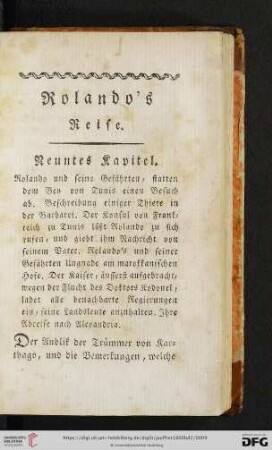 Rolando's
Reise.
Neuntes Kapitel.
Rolando und seine Gefährten, statten
dem Bey von Tunis einen Besuch
ab. Beschreibung einiger Thiere in
der Barbarei. Der Konsul von Frank-
reich zu Tunis läßt Rolando zu sich
rufen, und giebt ihm Nachricht von
seinem Vater. Rolando's und seiner
Gefährten Ungnade am marokkanischen
Hofe. Der Kaiser, äusserst aufgebracht,
wegen der Flucht des Doktors
ladet alle benachbarte Regierungen
ein, seine Landsleute anzuhalten. Ihre
Abreise nach Alexandria.
Der Anblik der Trümmer von Kar-
thago, und die Bemerkungen, welche
UNIVERSITÄTS-
BIBLIOTHEK
HEIDELBERG